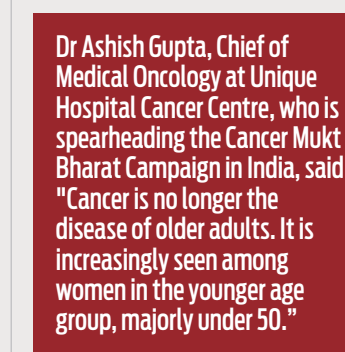 Dr Ashish Gupta, Chief of
Medical Oncology at Unique
Hospital Cancer Centre, who is
spearheading the Cancer Mukt
Bharat Campaign in India, said
"Cancer is no longer the
disease of older adults. It is
increasingly seen among
women in the younger age
group, majorly under 50.”